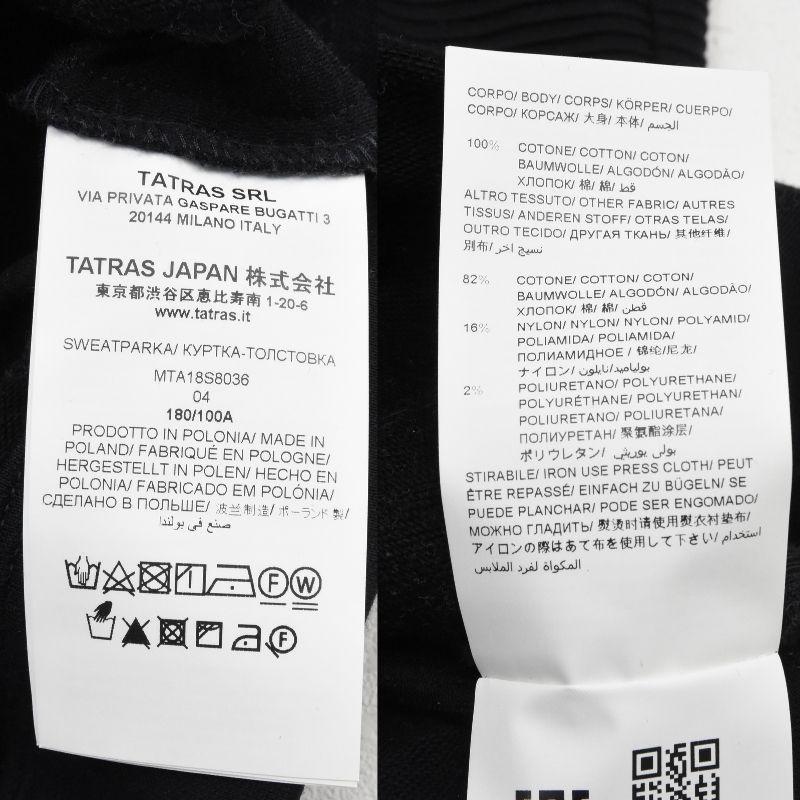 TATRAS SRL
VIA PRIVATA GASPARE BUGATTI 3
20144 MILANO ITALY
TATRAS JAPAN 株式会社
東京都渋谷区恵比寿南 1-20-6
www.tatras.it
SWEATPARKA/ КУРТКА-ТОЛСТОВКА
MTA18S8036
04
180/100A
PRODOTTO IN POLONIA/ MADE IN
POLAND/ FABRIQUÉ EN POLOGNE/
HERGESTELLT IN POLEN/ HECHO EN
POLONIA/ FABRICADO EM POLÓNIA/
СДЕЛАНО В ПОЛЬШЕ/ 波兰制造/ ポーランド製/
صنع في بولندا
F W
F
CORPO/ BODY/ CORPS/ KÖRPER/ CUERPO/
CORPO/ КОРСАЖ/ 大身/ 本体/ الجسم
100% COTONE/ COTTON/ COTON/
BAUMWOLLE/ ALGODÓN/ ALGODÃO/
ХЛОПОК/ 棉/ 綿/ قط
ALTRO TESSUTO/ OTHER FABRIC/ AUTRES
TISSUS/ ANDEREN STOFF/ OTRAS TELAS/
OUTRO TECIDO/ ДРУГАЯ ТКАНЬ/ 其他纤维/
別布/ نسيج اخر
82% COTONE/ COTTON/ COTON/
BAUMWOLLE/ ALGODÓN/ ALGODÃO/
ХЛОПОК/ 棉/ 綿/ قطن
16% NYLON/ NYLON/ NYLON/ POLYAMID/
POLIAMIDA/ POLIAMIDA/
ПОЛИАМИДНОЕ/ 锦纶/尼龙/
ナイロン/ بولياميد/نايلون
2% POLIURETANO/ POLYURETHANE/
POLYURÉTHANE/ POLYURETHAN/
POLIURETANO/ POLIURETANA/
ПОЛИУРЕТАН/ 聚氨酯涂层/
ポリウレタン/ بولي يوريثي
STIRABILE/ IRON USE PRESS CLOTH/ PEUT
ÊTRE REPASSÉ/ EINFACH ZU BÜGELN/ SE
PUEDE PLANCHAR/ PODE SER ENGOMADO/
МОЖНО ГЛАДИТЬ/ 熨烫时请使用熨衣衬垫布/
アイロンの際はあて布を使用して下さい/ استخدام
المكواة لفرد الملابس